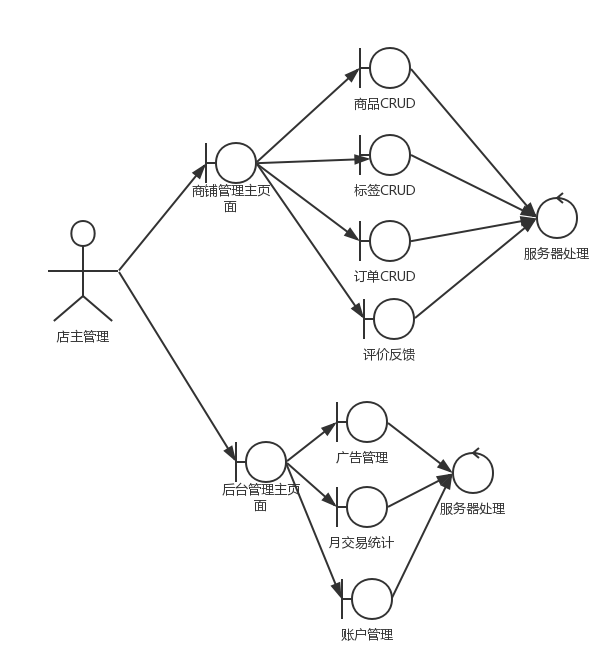 商品CRUD
标签CRUD
商铺管理主页
面
订单CRUD
服务器处理
店主管理
评价反馈
广告管理
后台管理主页
面
服务器处理
月交易统计
账户管理